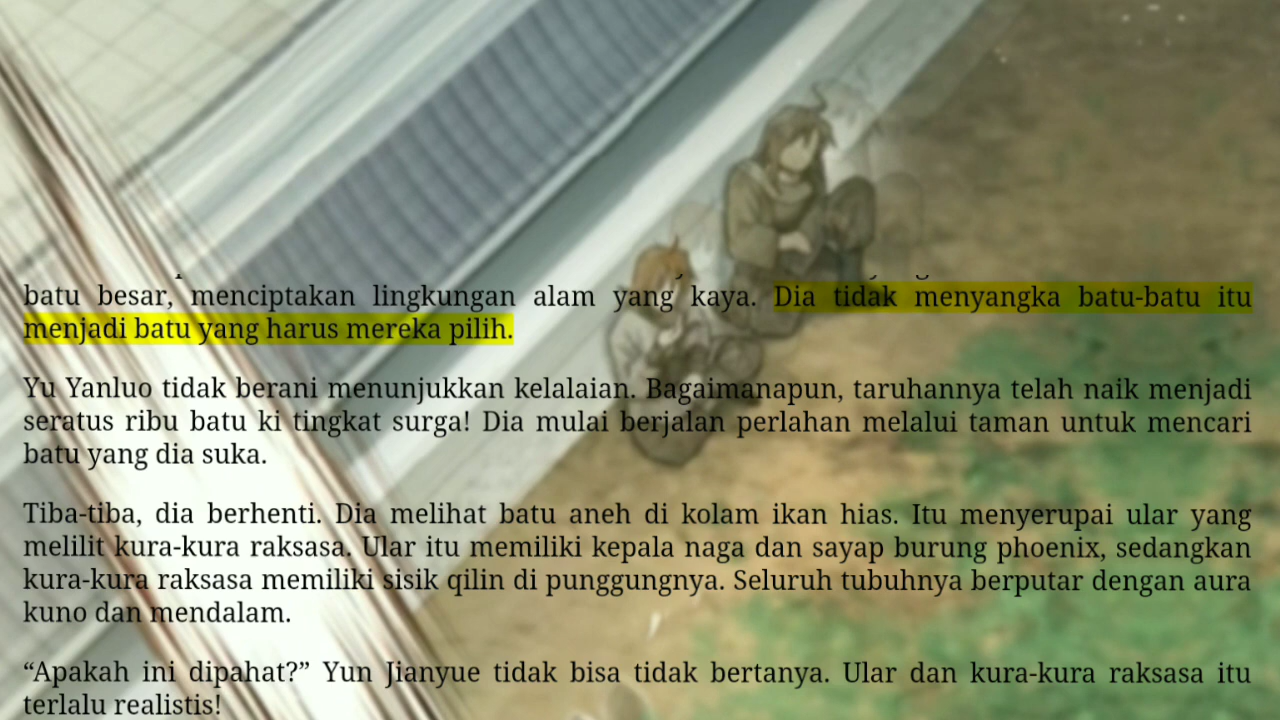 batu besar, menciptakan lingkungan alam yang kaya. Dia tidak menyangka batu-batu itu
menjadi batu yang harus mereka pilih.
Yu Yanluo tidak berani menunjukkan kelalaian. Bagaimanapun, taruhannya telah naik menjadi
seratus ribu batu ki tingkat surga! Dia mulai berjalan perlahan melalui taman untuk mencari
batu yang dia suka.
Tiba-tiba, dia berhenti. Dia melihat batu aneh di kolam ikan hias. Itu menyerupai ular yang
melilit kura-kura raksasa. Ular itu memiliki kepala naga dan sayap burung phoenix, sedangkan
kura-kura raksasa memiliki sisik qilin di punggungnya. Seluruh tubuhnya berputar dengan aura
kuno dan mendalam.
“Apakah ini dipahat?” Yun Jianyue tidak bisa tidak bertanya. Ular dan kura-kura raksasa itu
terlalu realistis!